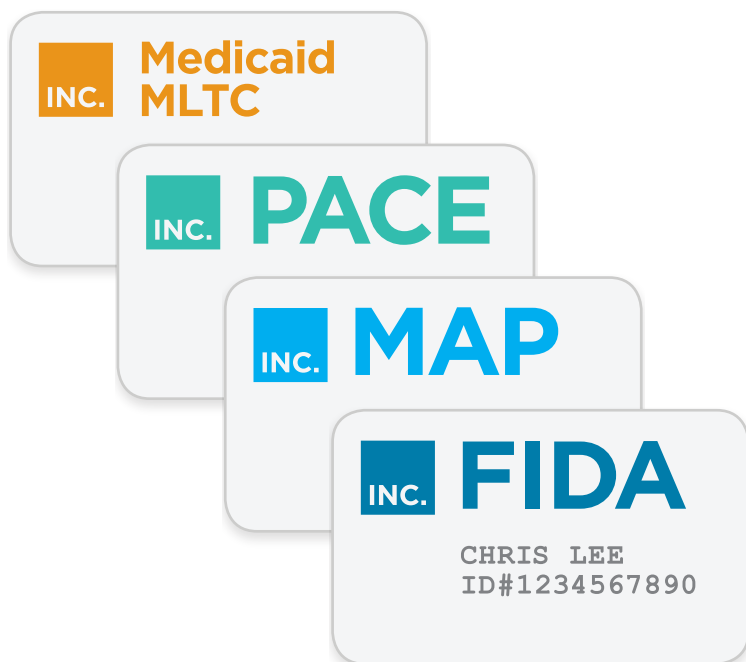 INC. Medicaid
MLTC
INC. PACE
INC. MAP
INC. FIDA
CHRIS LEE
ID#1234567890